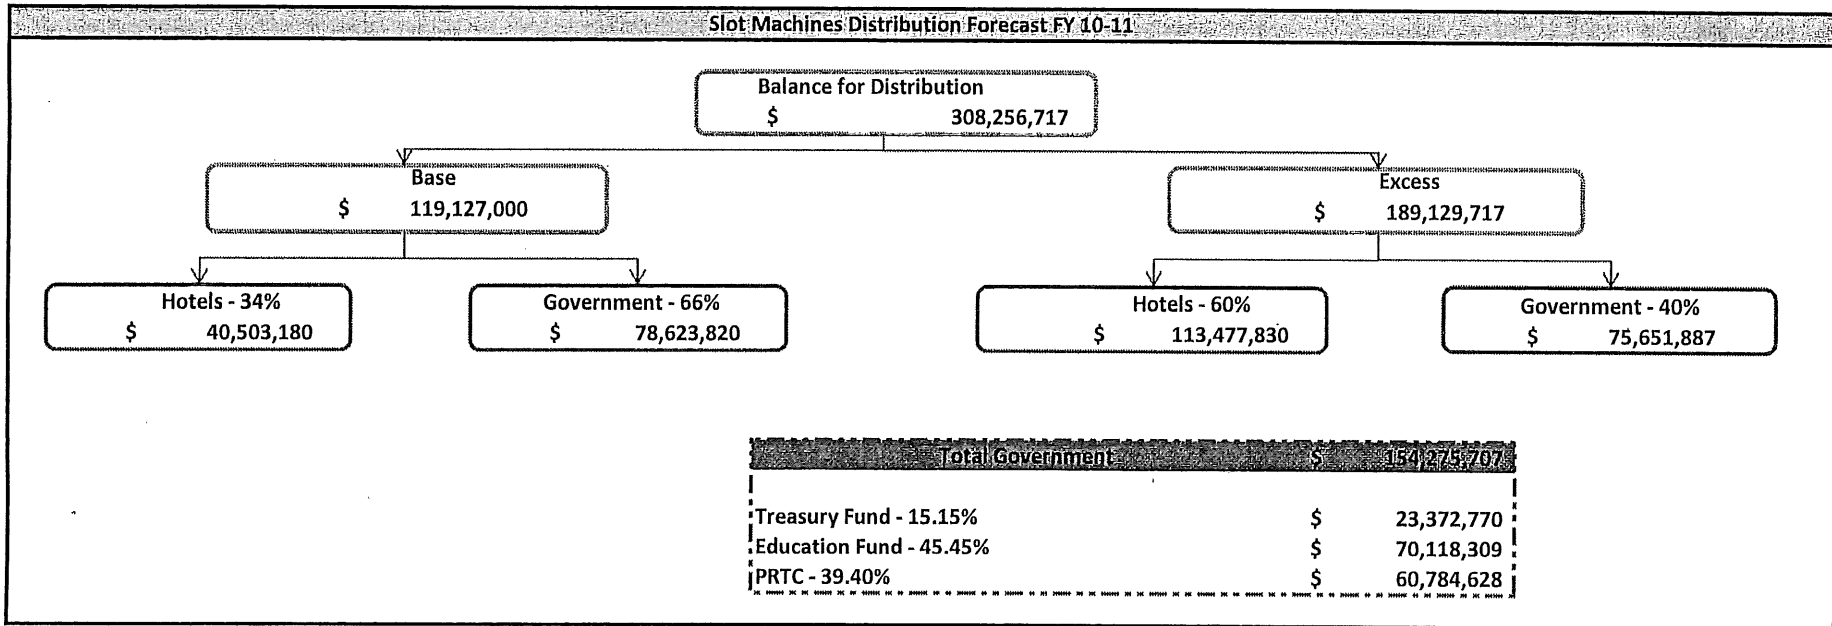 Slot Machines Distribution Forecast FY 10-11
Balance for Distribution
$ 308,256,717
Base
$ 119,127,000
Excess
$ 189,129,717
Hotels - 34%
$ 40,503,180
Government - 66%
$ 78,623,820
Hotels - 60%
$ 113,477,830
Government - 40%
$ 75,651,887
Total Government $ 154,275,707
Treasury Fund - 15.15% $ 23,372,770
Education Fund - 45.45% $ 70,118,309
PRTC - 39.40% $ 60,784,628